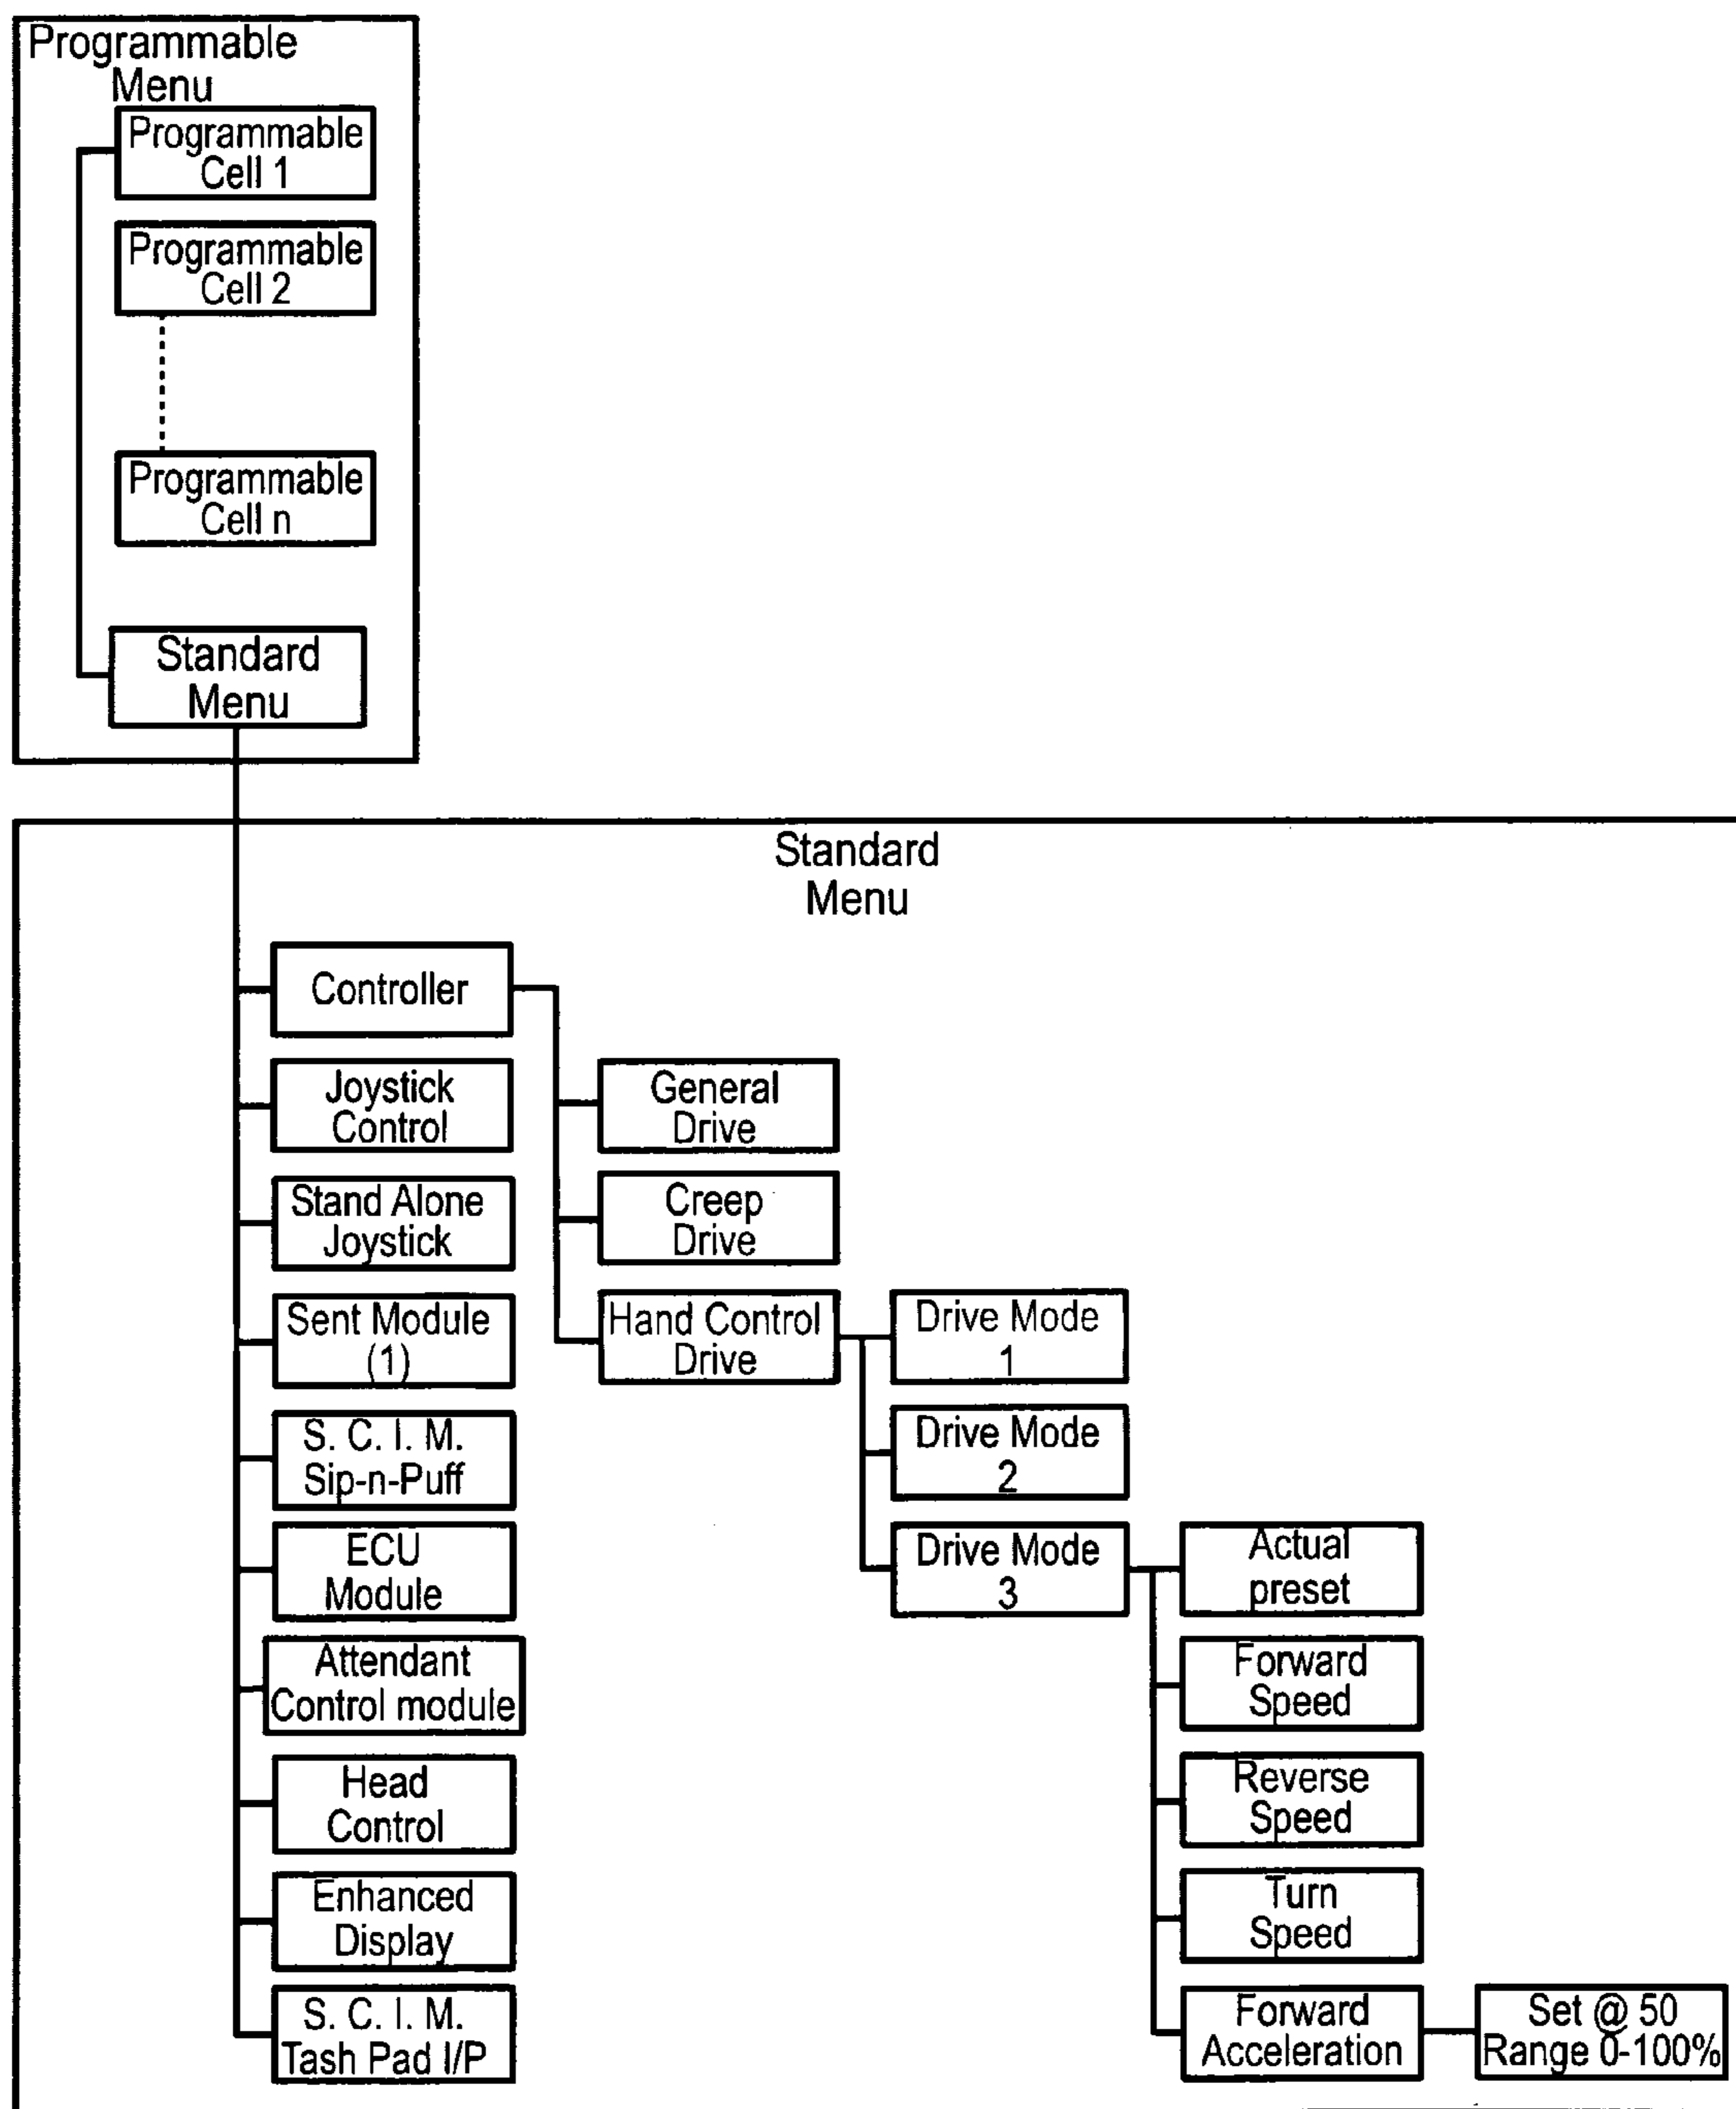 Programmable
Menu
Programmable
Cell 1
Programmable
Cell 2
Programmable
Cell n
Standard
Menu
Standard
Menu
Controller
Joystick
Control
Stand Alone
Joystick
Sent Module
(1)
S. C. I. M.
Sip-n-Puff
ECU
Module
Attendant
Control module
Head
Control
Enhanced
Display
S. C. I. M.
Tash Pad I/P
General
Drive
Creep
Drive
Hand Control
Drive
Drive Mode
1
Drive Mode
2
Drive Mode
3
Actual
preset
Forward
Speed
Reverse
Speed
Turn
Speed
Forward
Acceleration
Set @ 50
Range 0-100%